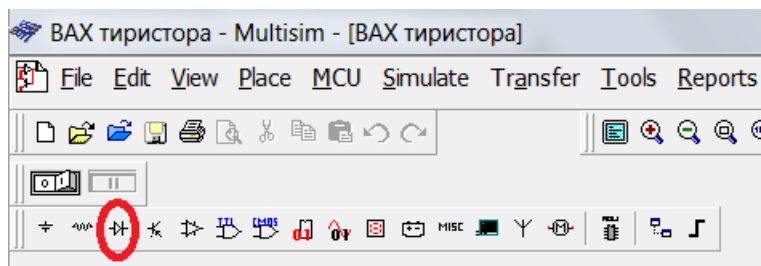 ВАХ тиристора - Multisim - [ВАХ тиристора]
File Edit View Place MCU Simulate Transfer Tools Reports
TTL CMOS MISC